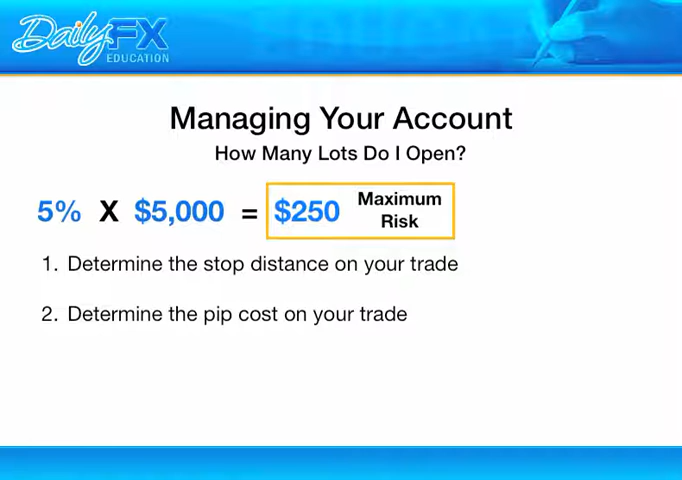 DailyFX
EDUCATION
Managing Your Account
How Many Lots Do I Open?
5% X $5,000 = $250 Maximum Risk
1. Determine the stop distance on your trade
2. Determine the pip cost on your trade